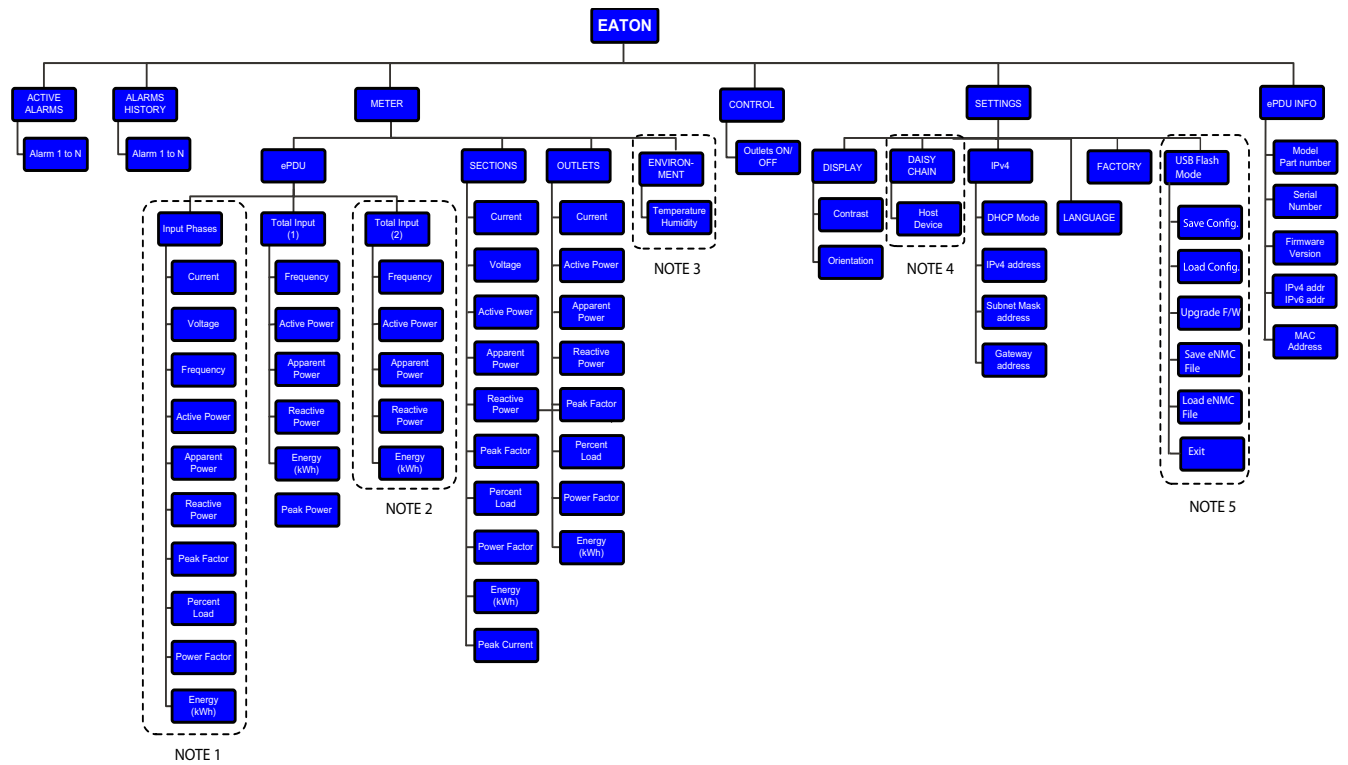 EATON
ACTIVE
ALARMS
Alarm 1 to N
ALARMS
HISTORY
Alarm 1 to N
METER
ePDU
Input Phases
Current
Voltage
Frequency
Active Power
Apparent
Power
Reactive
Power
Peak Factor
Percent
Load
Power Factor
Energy
(kWh)
NOTE 1
Total Input
(1)
Frequency
Active Power
Apparent
Power
Reactive
Power
Energy
(kWh)
Peak Power
Total Input
(2)
Frequency
Active Power
Apparent
Power
Reactive
Power
Energy
(kWh)
NOTE 2
SECTIONS
Current
Voltage
Active Power
Apparent
Power
Reactive
Power
Peak Factor
Percent
Load
Power Factor
Energy
(kWh)
Peak Current
OUTLETS
Current
Active Power
Apparent
Power
Reactive
Power
Peak Factor
Percent
Load
Power Factor
Energy
(kWh)
ENVIRON-
MENT
Temperature
Humidity
NOTE 3
CONTROL
Outlets ON/
OFF
SETTINGS
DISPLAY
Contrast
Orientation
DAISY
CHAIN
Host
Device
NOTE 4
IPv4
DHCP Mode
IPv4 address
Subnet Mask
address
Gateway
address
LANGUAGE
FACTORY
USB Flash
Mode
Save Config.
Load Config.
Upgrade F/W
Save eNMC
File
Load eNMC
File
Exit
NOTE 5
ePDU INFO
Model
Part number
Serial
Number
Firmware
Version
IPv4 addr
IPv6 addr
MAC
Address